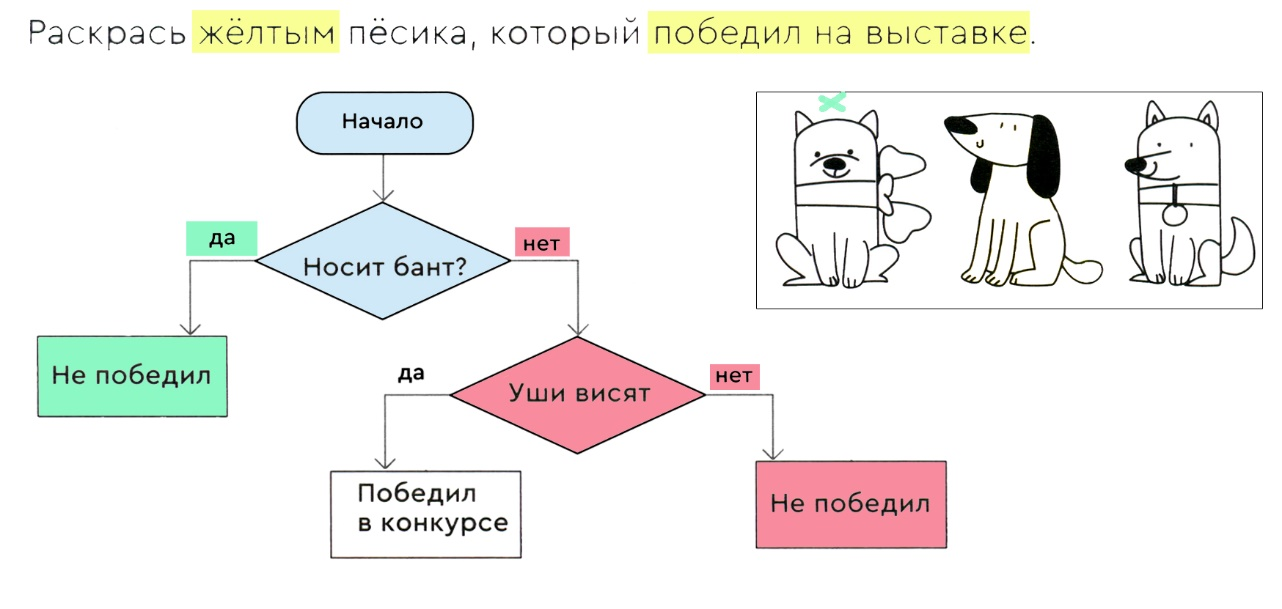 Раскрась жёлтым пёсика, который победил на выставке.
Начало
да
нет
Носит бант?
Не победил
да
нет
Уши висят
Победил
в конкурсе
Не победил